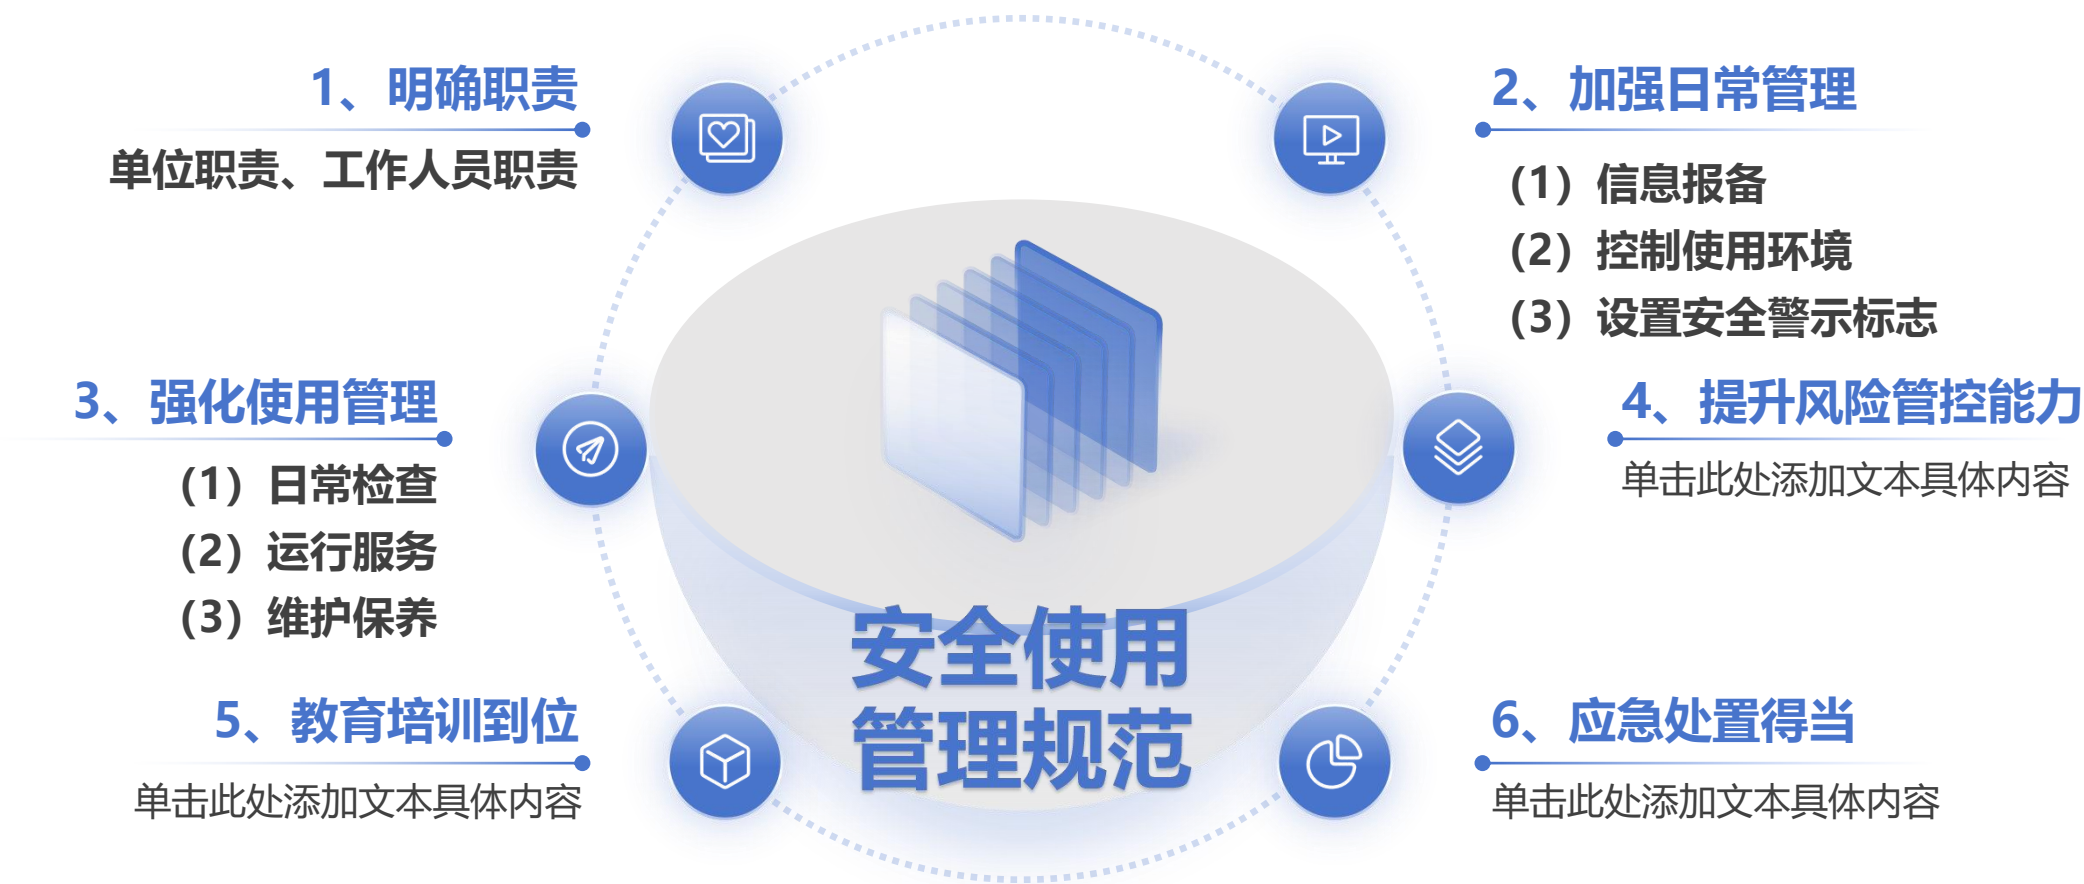 1、明确职责
单位职责、工作人员职责
2、加强日常管理
（1）信息报备
（2）控制使用环境
（3）设置安全警示标志
3、强化使用管理
（1）日常检查
（2）运行服务
（3）维护保养
4、提升风险管控能力
单击此处添加文本具体内容
安全使用
管理规范
5、教育培训到位
单击此处添加文本具体内容
6、应急处置得当
单击此处添加文本具体内容